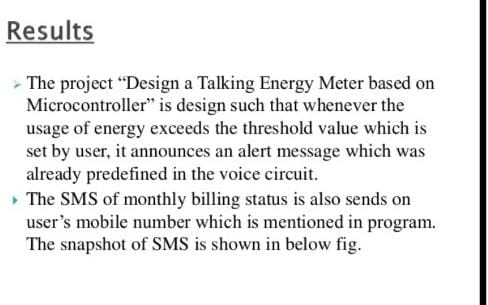 Results
The project “Design a Talking Energy Meter based on
Microcontroller” is design such that whenever the
usage of energy exceeds the threshold value which is
set by user, it announces an alert message which was
already predefined in the voice circuit.
The SMS of monthly billing status is also sends on
user’s mobile number which is mentioned in program.
The snapshot of SMS is shown in below fig.